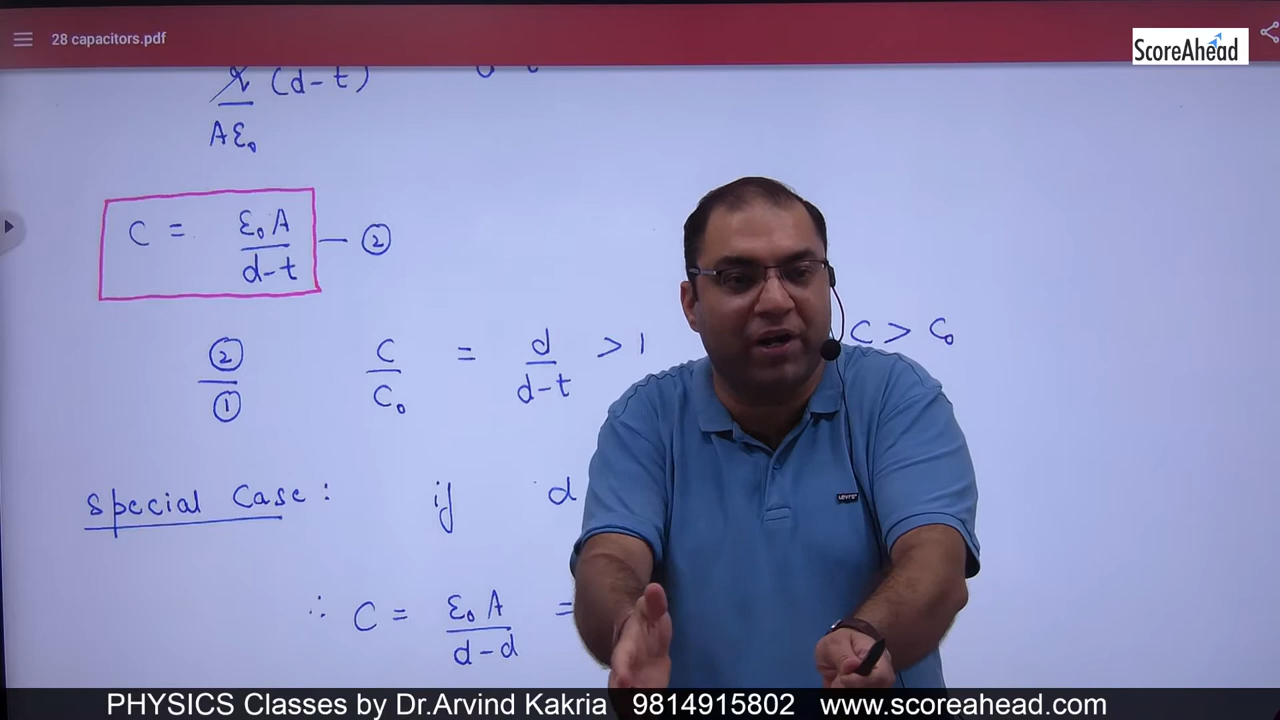 28 capacitors.pdf
ScoreAhead
(d-t)
Aε₀
C = ε₀A / d-t — ②
②/① C/C₀ = d/d-t > 1 C > C₀
Special Case: if d
∴ C = ε₀A / d-d =
LEVI'S
PHYSICS Classes by Dr.Arvind Kakria 9814915802 www.scoreahead.com